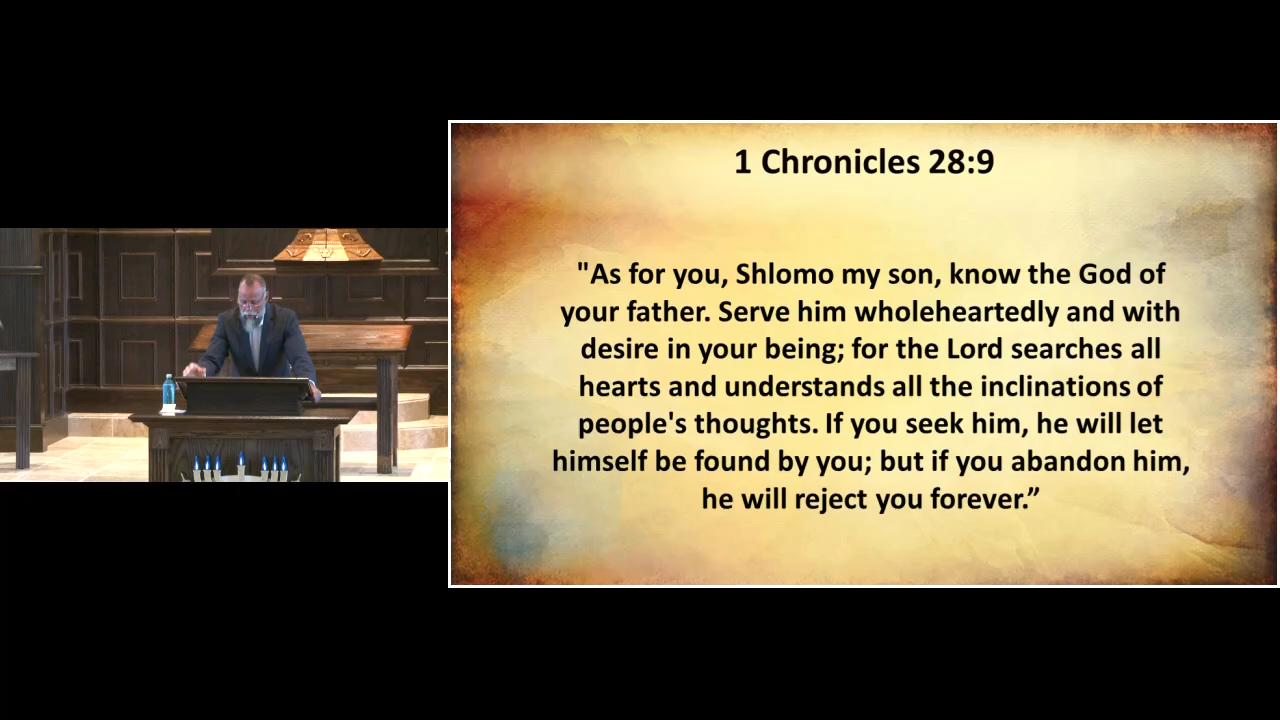 1 Chronicles 28:9
"As for you, Shlomo my son, know the God of
your father. Serve him wholeheartedly and with
desire in your being; for the Lord searches all
hearts and understands all the inclinations of
people's thoughts. If you seek him, he will let
himself be found by you; but if you abandon him,
he will reject you forever.”